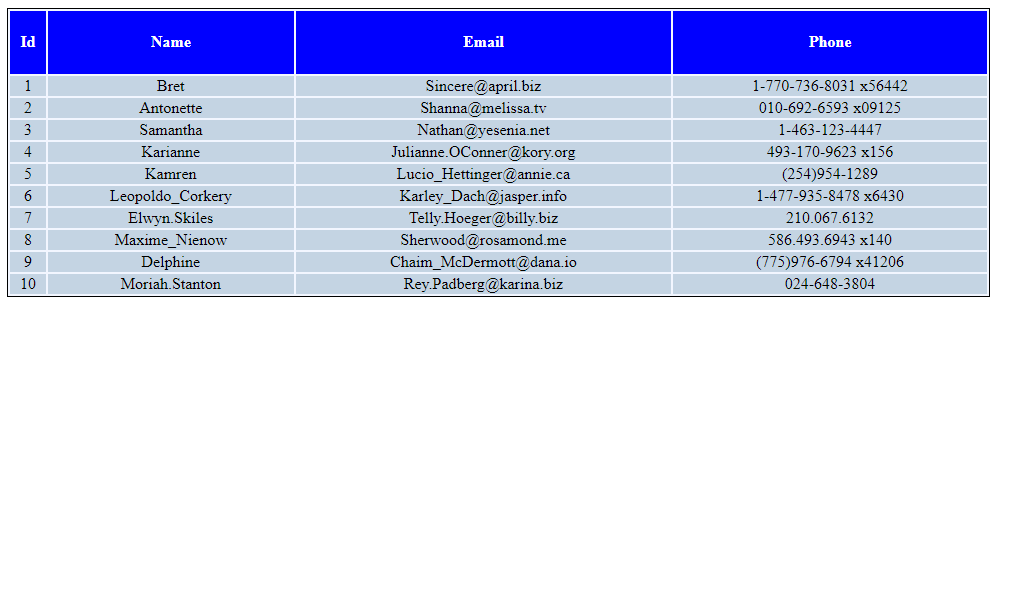 Id Name Email Phone
1 Bret Sincere@april.biz 1-770-736-8031 x56442
2 Antonette Shanna@melissa.tv 010-692-6593 x09125
3 Samantha Nathan@yesenia.net 1-463-123-4447
4 Karianne Julianne.OConner@kory.org 493-170-9623 x156
5 Kamren Lucio_Hettinger@annie.ca (254)954-1289
6 Leopoldo_Corkery Karley_Dach@jasper.info 1-477-935-8478 x6430
7 Elwyn.Skiles Telly.Hoeger@billy.biz 210.067.6132
8 Maxime_Nienow Sherwood@rosamond.me 586.493.6943 x140
9 Delphine Chaim_McDermott@dana.io (775)976-6794 x41206
10 Moriah.Stanton Rey.Padberg@karina.biz 024-648-3804